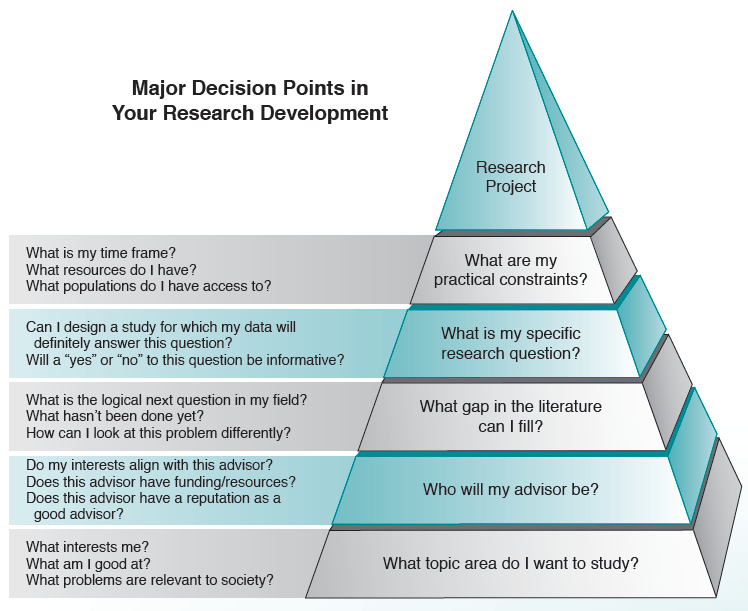 Major Decision Points in
Your Research Development
Research
Project
What is my time frame?
What resources do I have?
What populations do I have access to?
What are my
practical constraints?
Can I design a study for which my data will
definitely answer this question?
Will a “yes” or “no” to this question be informative?
What is my specific
research question?
What is the logical next question in my field?
What hasn’t been done yet?
How can I look at this problem differently?
What gap in the literature
can I fill?
Do my interests align with this advisor?
Does this advisor have funding/resources?
Does this advisor have a reputation as a
good advisor?
Who will my advisor be?
What interests me?
What am I good at?
What problems are relevant to society?
What topic area do I want to study?